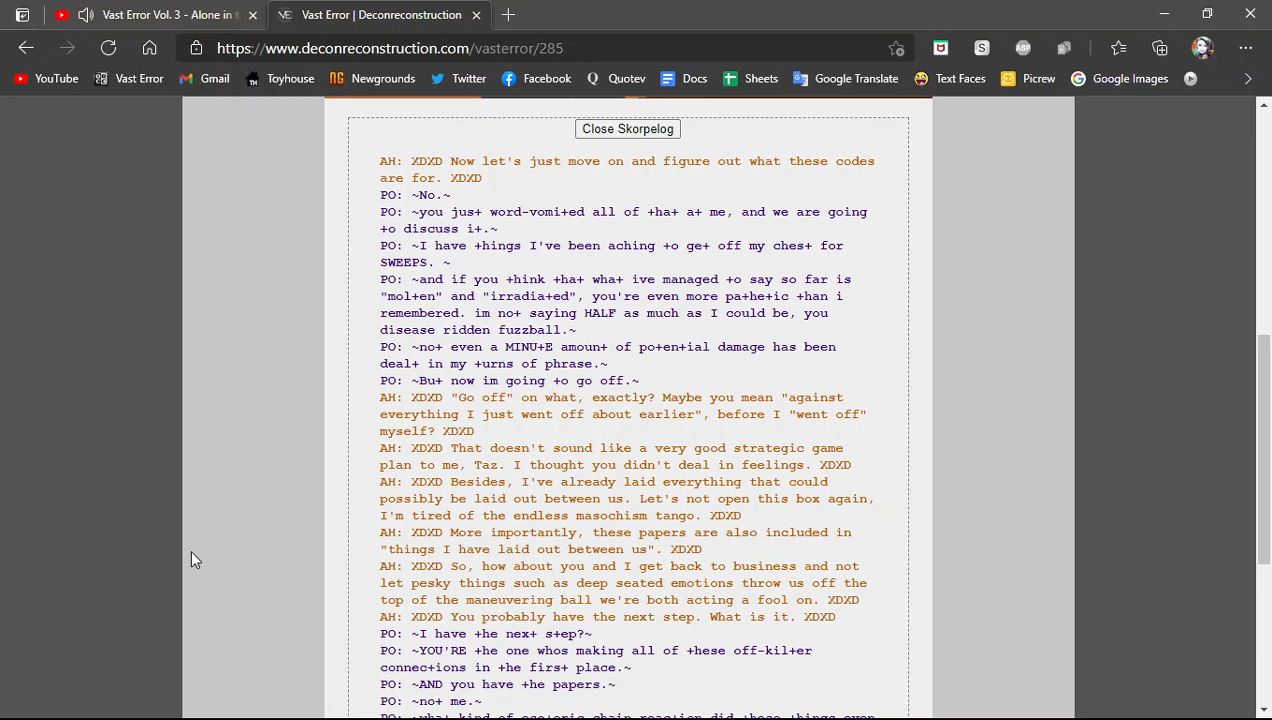 Vast Error Vol. 3 - Alone in t
Vast Error | Deconreconstruction
https://www.deconreconstruction.com/vasterror/285
YouTube
Vast Error
Gmail
TH Toyhouse
NG Newgrounds
Twitter
Facebook
Q Quotev
Docs
Sheets
Google Translate
Text Faces
Picrew
Google Images
Close Skorpelog
AH: XDXD Now let's just move on and figure out what these codes
are for. XDXD
PO: ~No.~
PO: ~you jus+ word-vomi+ed all of +ha+ a+ me, and we are going
+o discuss i+.~
PO: ~I have +hings I've been aching +o ge+ off my ches+ for
SWEEPS. ~
PO: ~and if you +hink +ha+ wha+ ive managed +o say so far is
"mol+en" and "irradia+ed", you're even more pa+he+ic +han i
remembered. im no+ saying HALF as much as I could be, you
disease ridden fuzzball.~
PO: ~no+ even a MINU+E amoun+ of po+en+ial damage has been
deal+ in my +urns of phrase.~
PO: ~Bu+ now im going +o go off.~
AH: XDXD "Go off" on what, exactly? Maybe you mean "against
everything I just went off about earlier", before I "went off"
myself? XDXD
AH: XDXD That doesn't sound like a very good strategic game
plan to me, Taz. I thought you didn't deal in feelings. XDXD
AH: XDXD Besides, I've already laid everything that could
possibly be laid out between us. Let's not open this box again,
I'm tired of the endless masochism tango. XDXD
AH: XDXD More importantly, these papers are also included in
"things I have laid out between us". XDXD
AH: XDXD So, how about you and I get back to business and not
let pesky things such as deep seated emotions throw us off the
top of the maneuvering ball we're both acting a fool on. XDXD
AH: XDXD You probably have the next step. What is it. XDXD
PO: ~I have +he nex+ s+ep?~
PO: ~YOU'RE +he one whos making all of +hese off-kil+er
connec+ions in +he firs+ place.~
PO: ~AND you have +he papers.~
PO: ~no+ me.~
PO: ~wha+ kind of eso+eric chain reac+ion did +hese +hings even